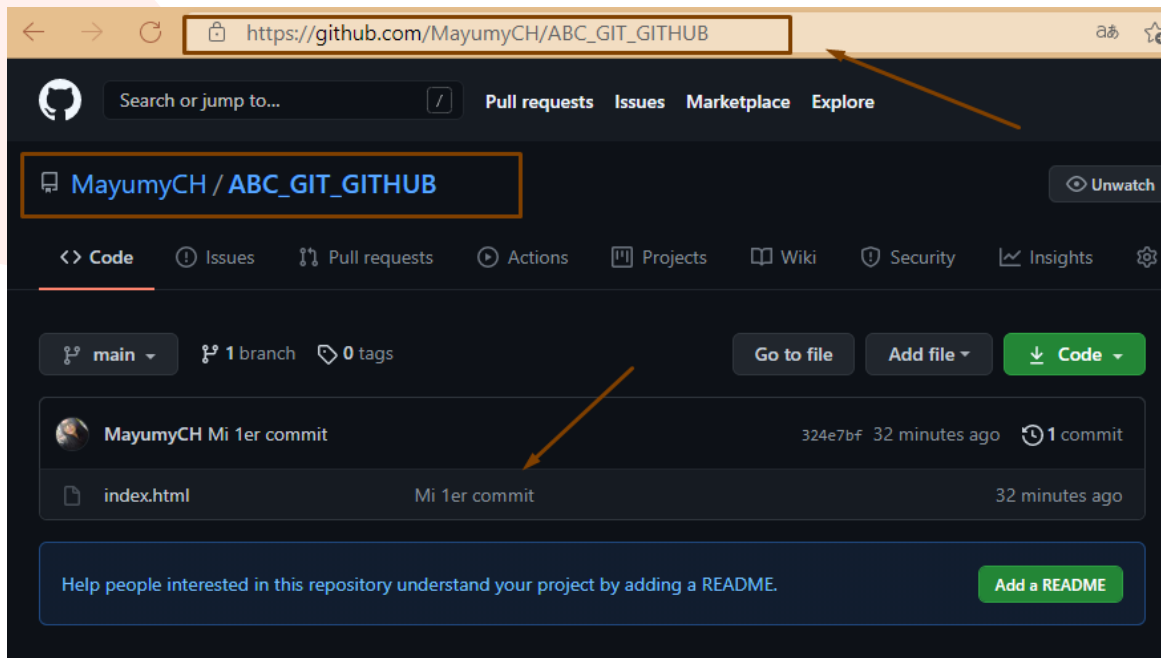 https://github.com/MayumyCH/ABC_GIT_GITHUB
aあ
Search or jump to... /
Pull requests Issues Marketplace Explore
MayumyCH / ABC_GIT_GITHUB
Unwatch
<> Code Issues Pull requests Actions Projects Wiki Security Insights
main 1 branch 0 tags Go to file Add file Code
MayumyCH Mi 1er commit 324e7bf 32 minutes ago 1 commit
index.html Mi 1er commit 32 minutes ago
Help people interested in this repository understand your project by adding a README. Add a README